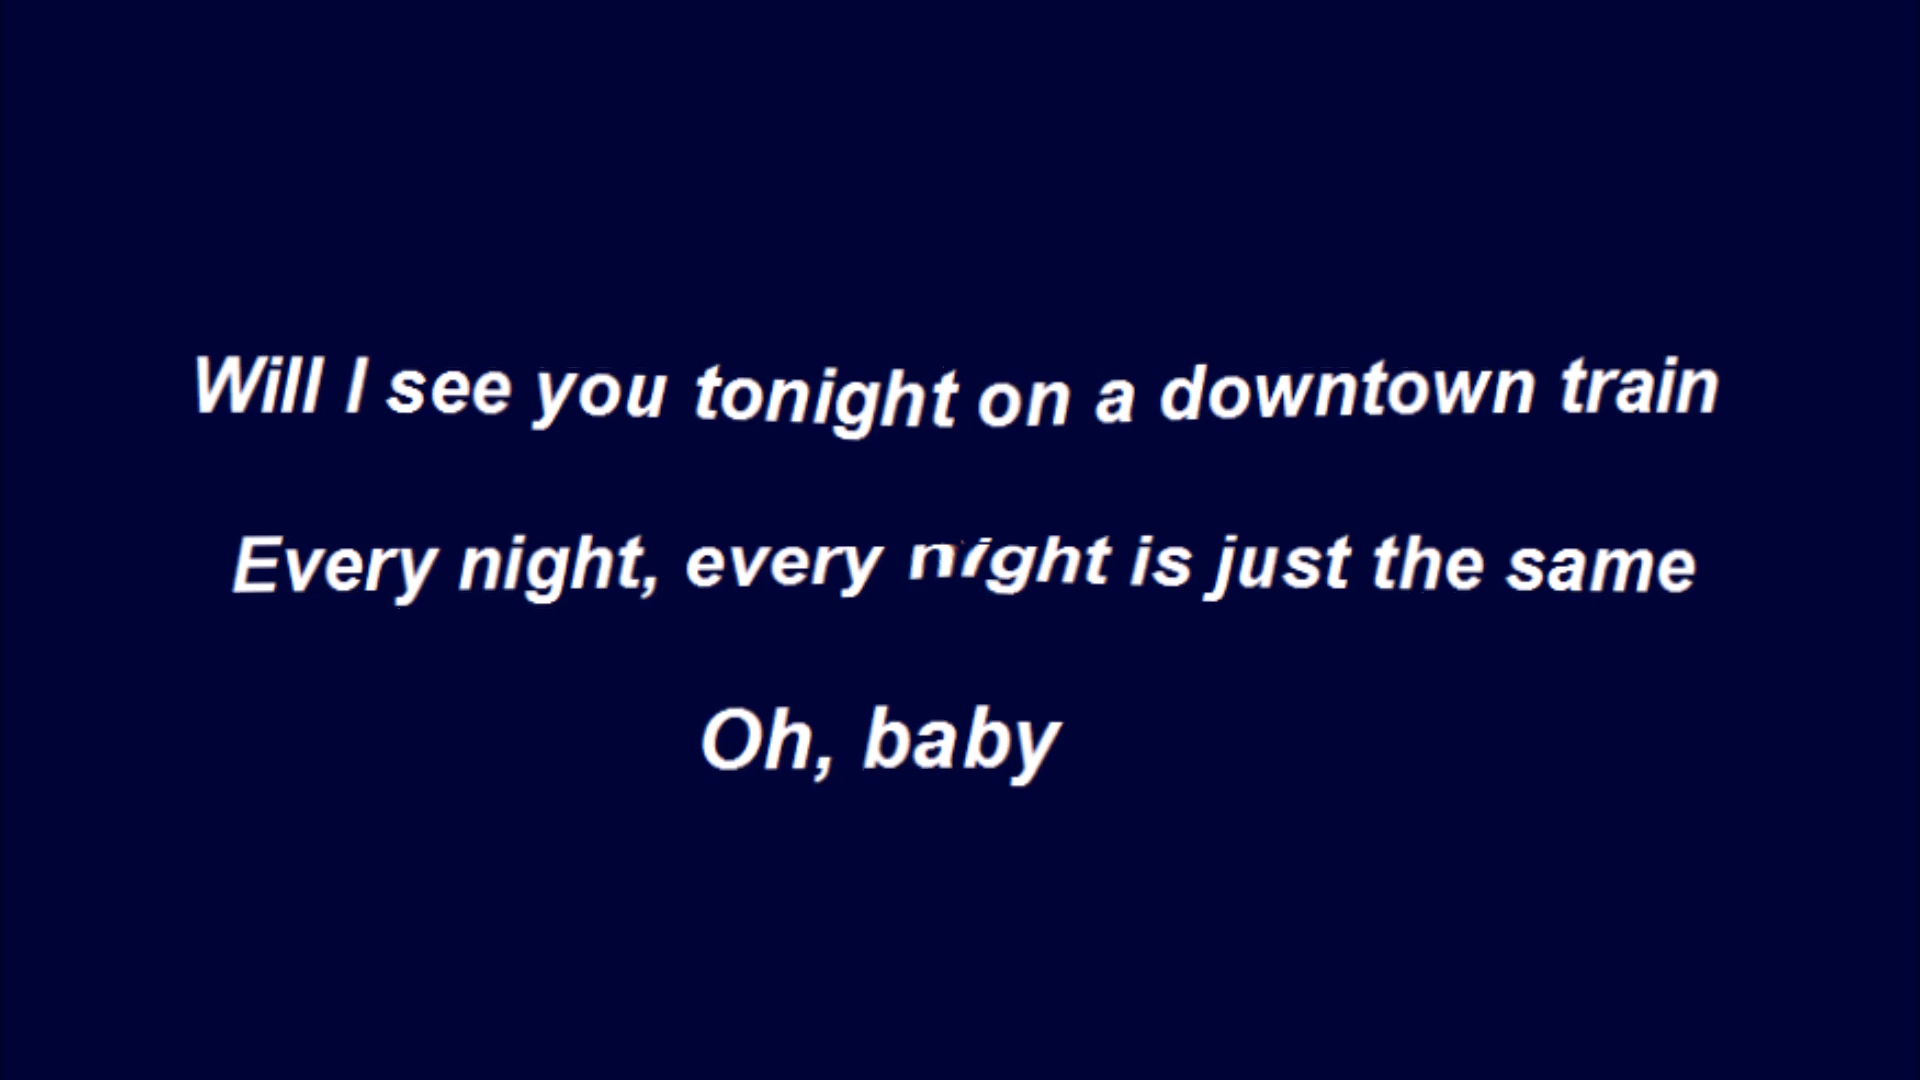 Will I see you tonight on a downtown train
Every night, every night is just the same
Oh, baby